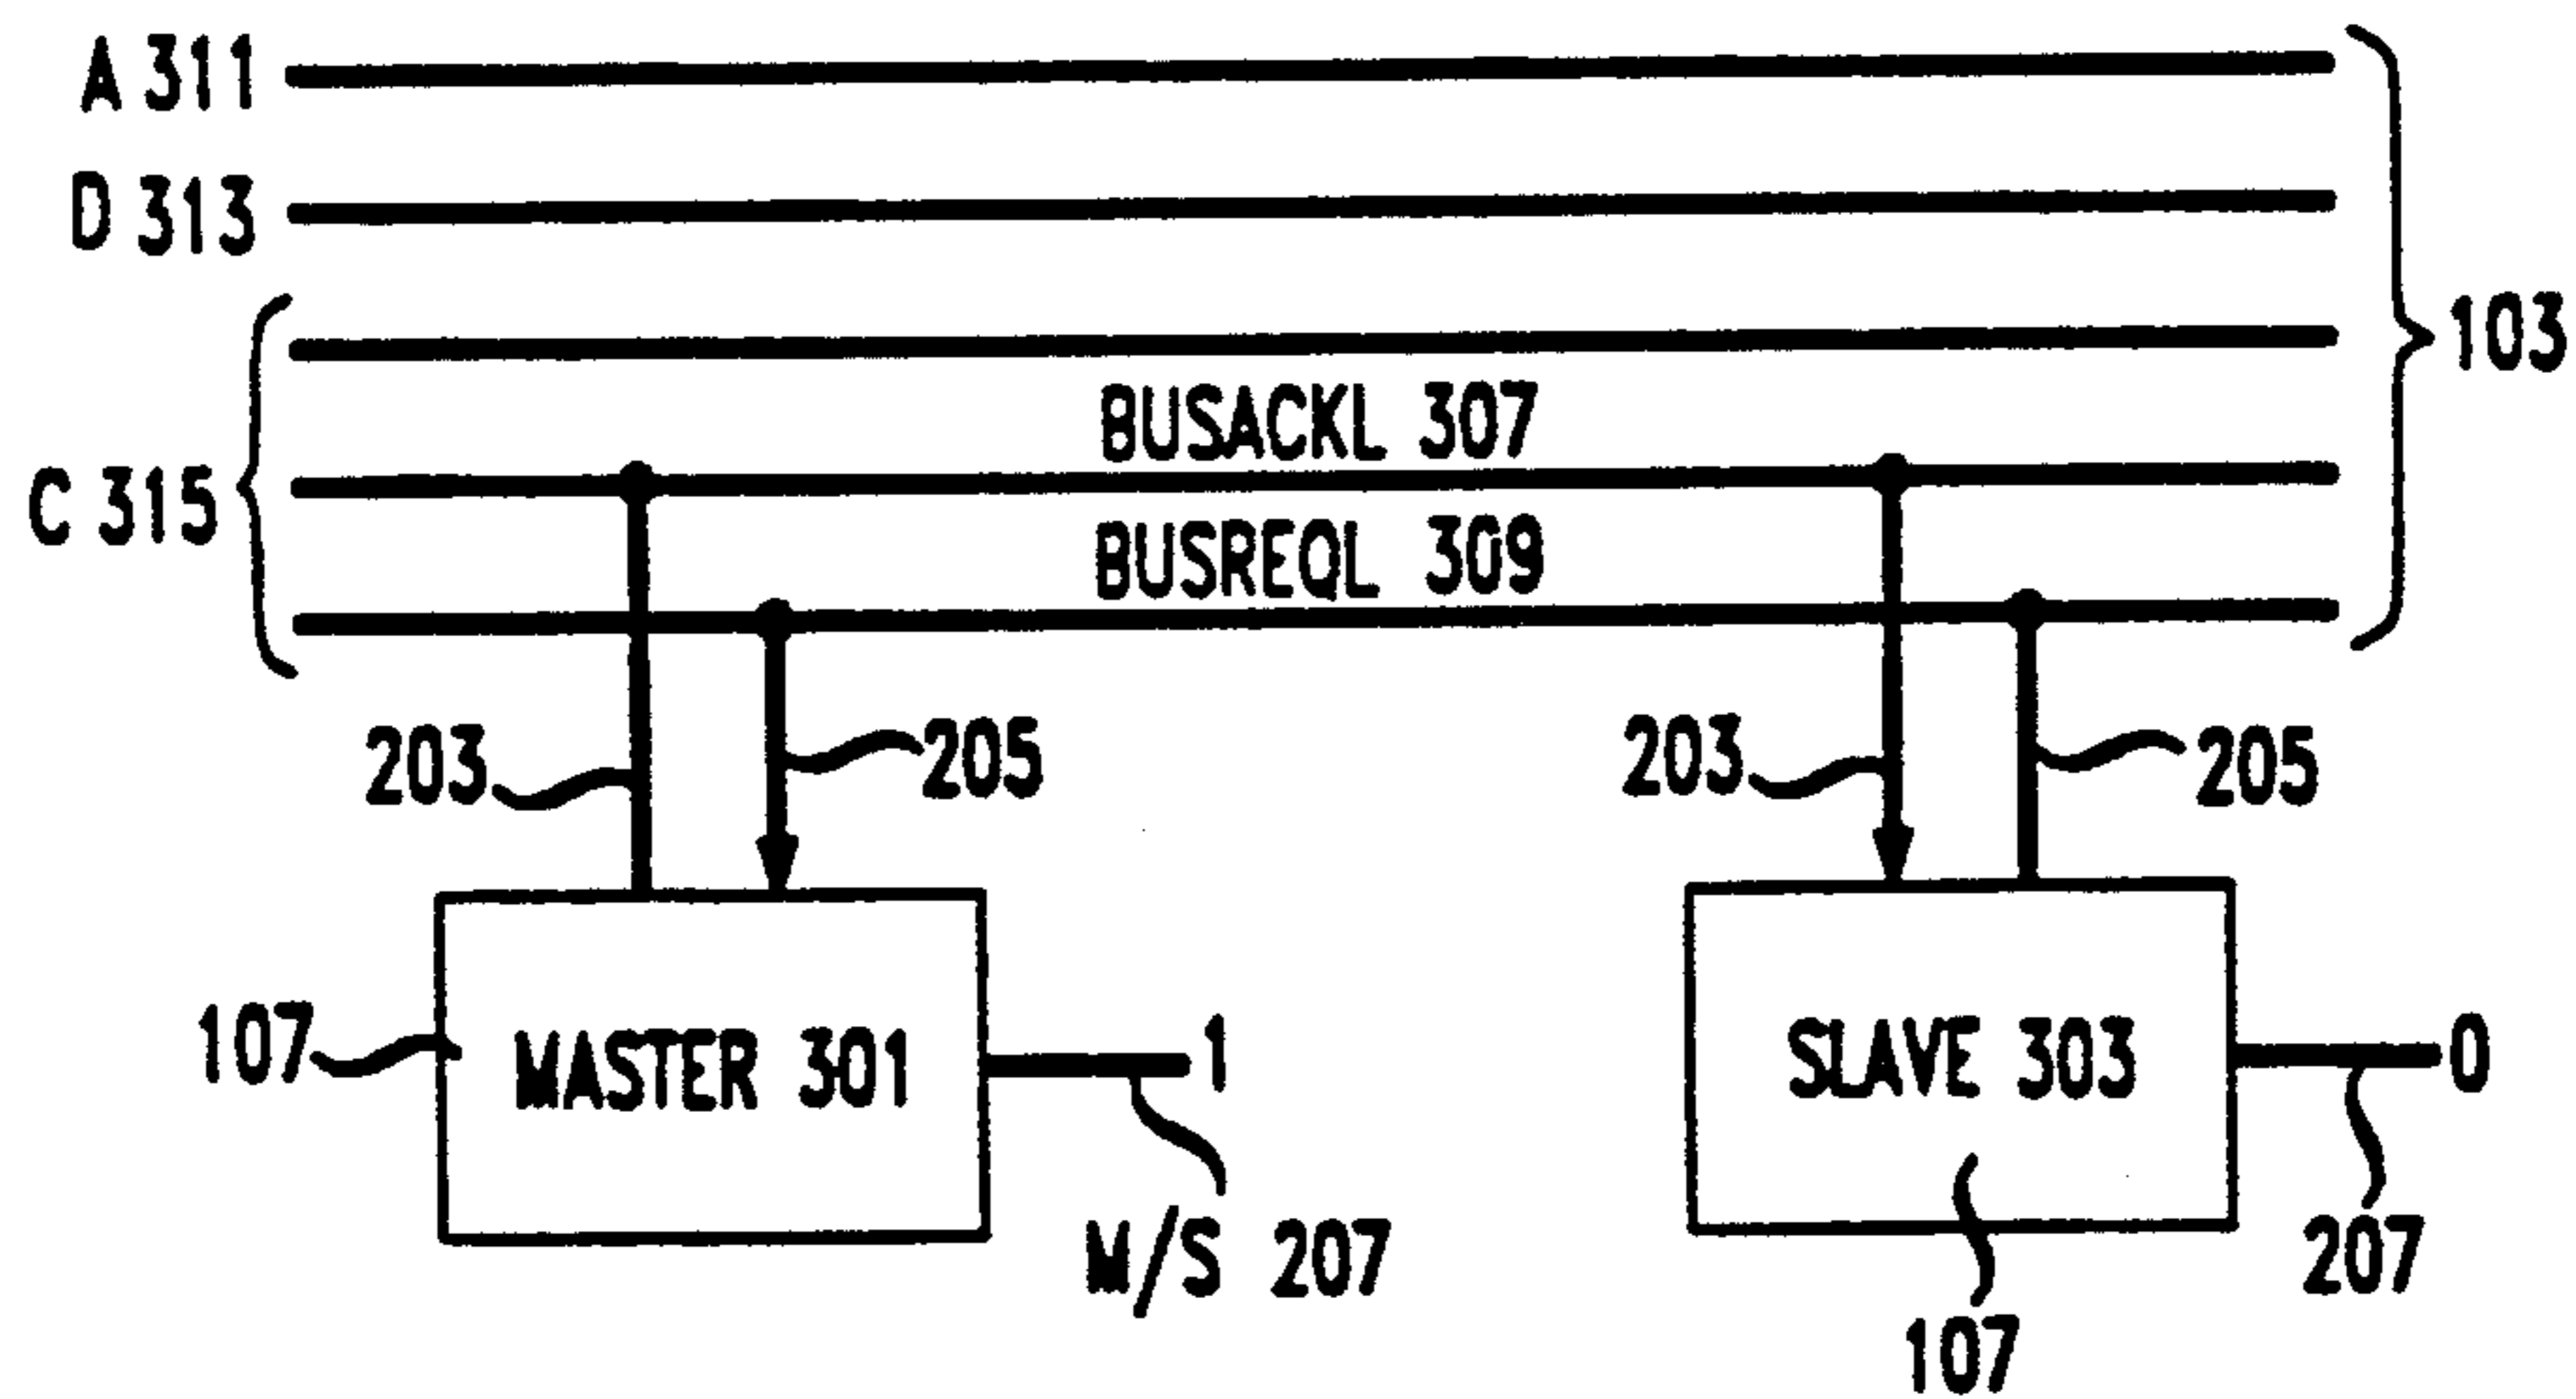 A 311
D 313
103
BUSACKL 307
C 315
BUSREQL 309
203
205
203
205
107
MASTER 301
1
SLAVE 303
0
M/S 207
207
107